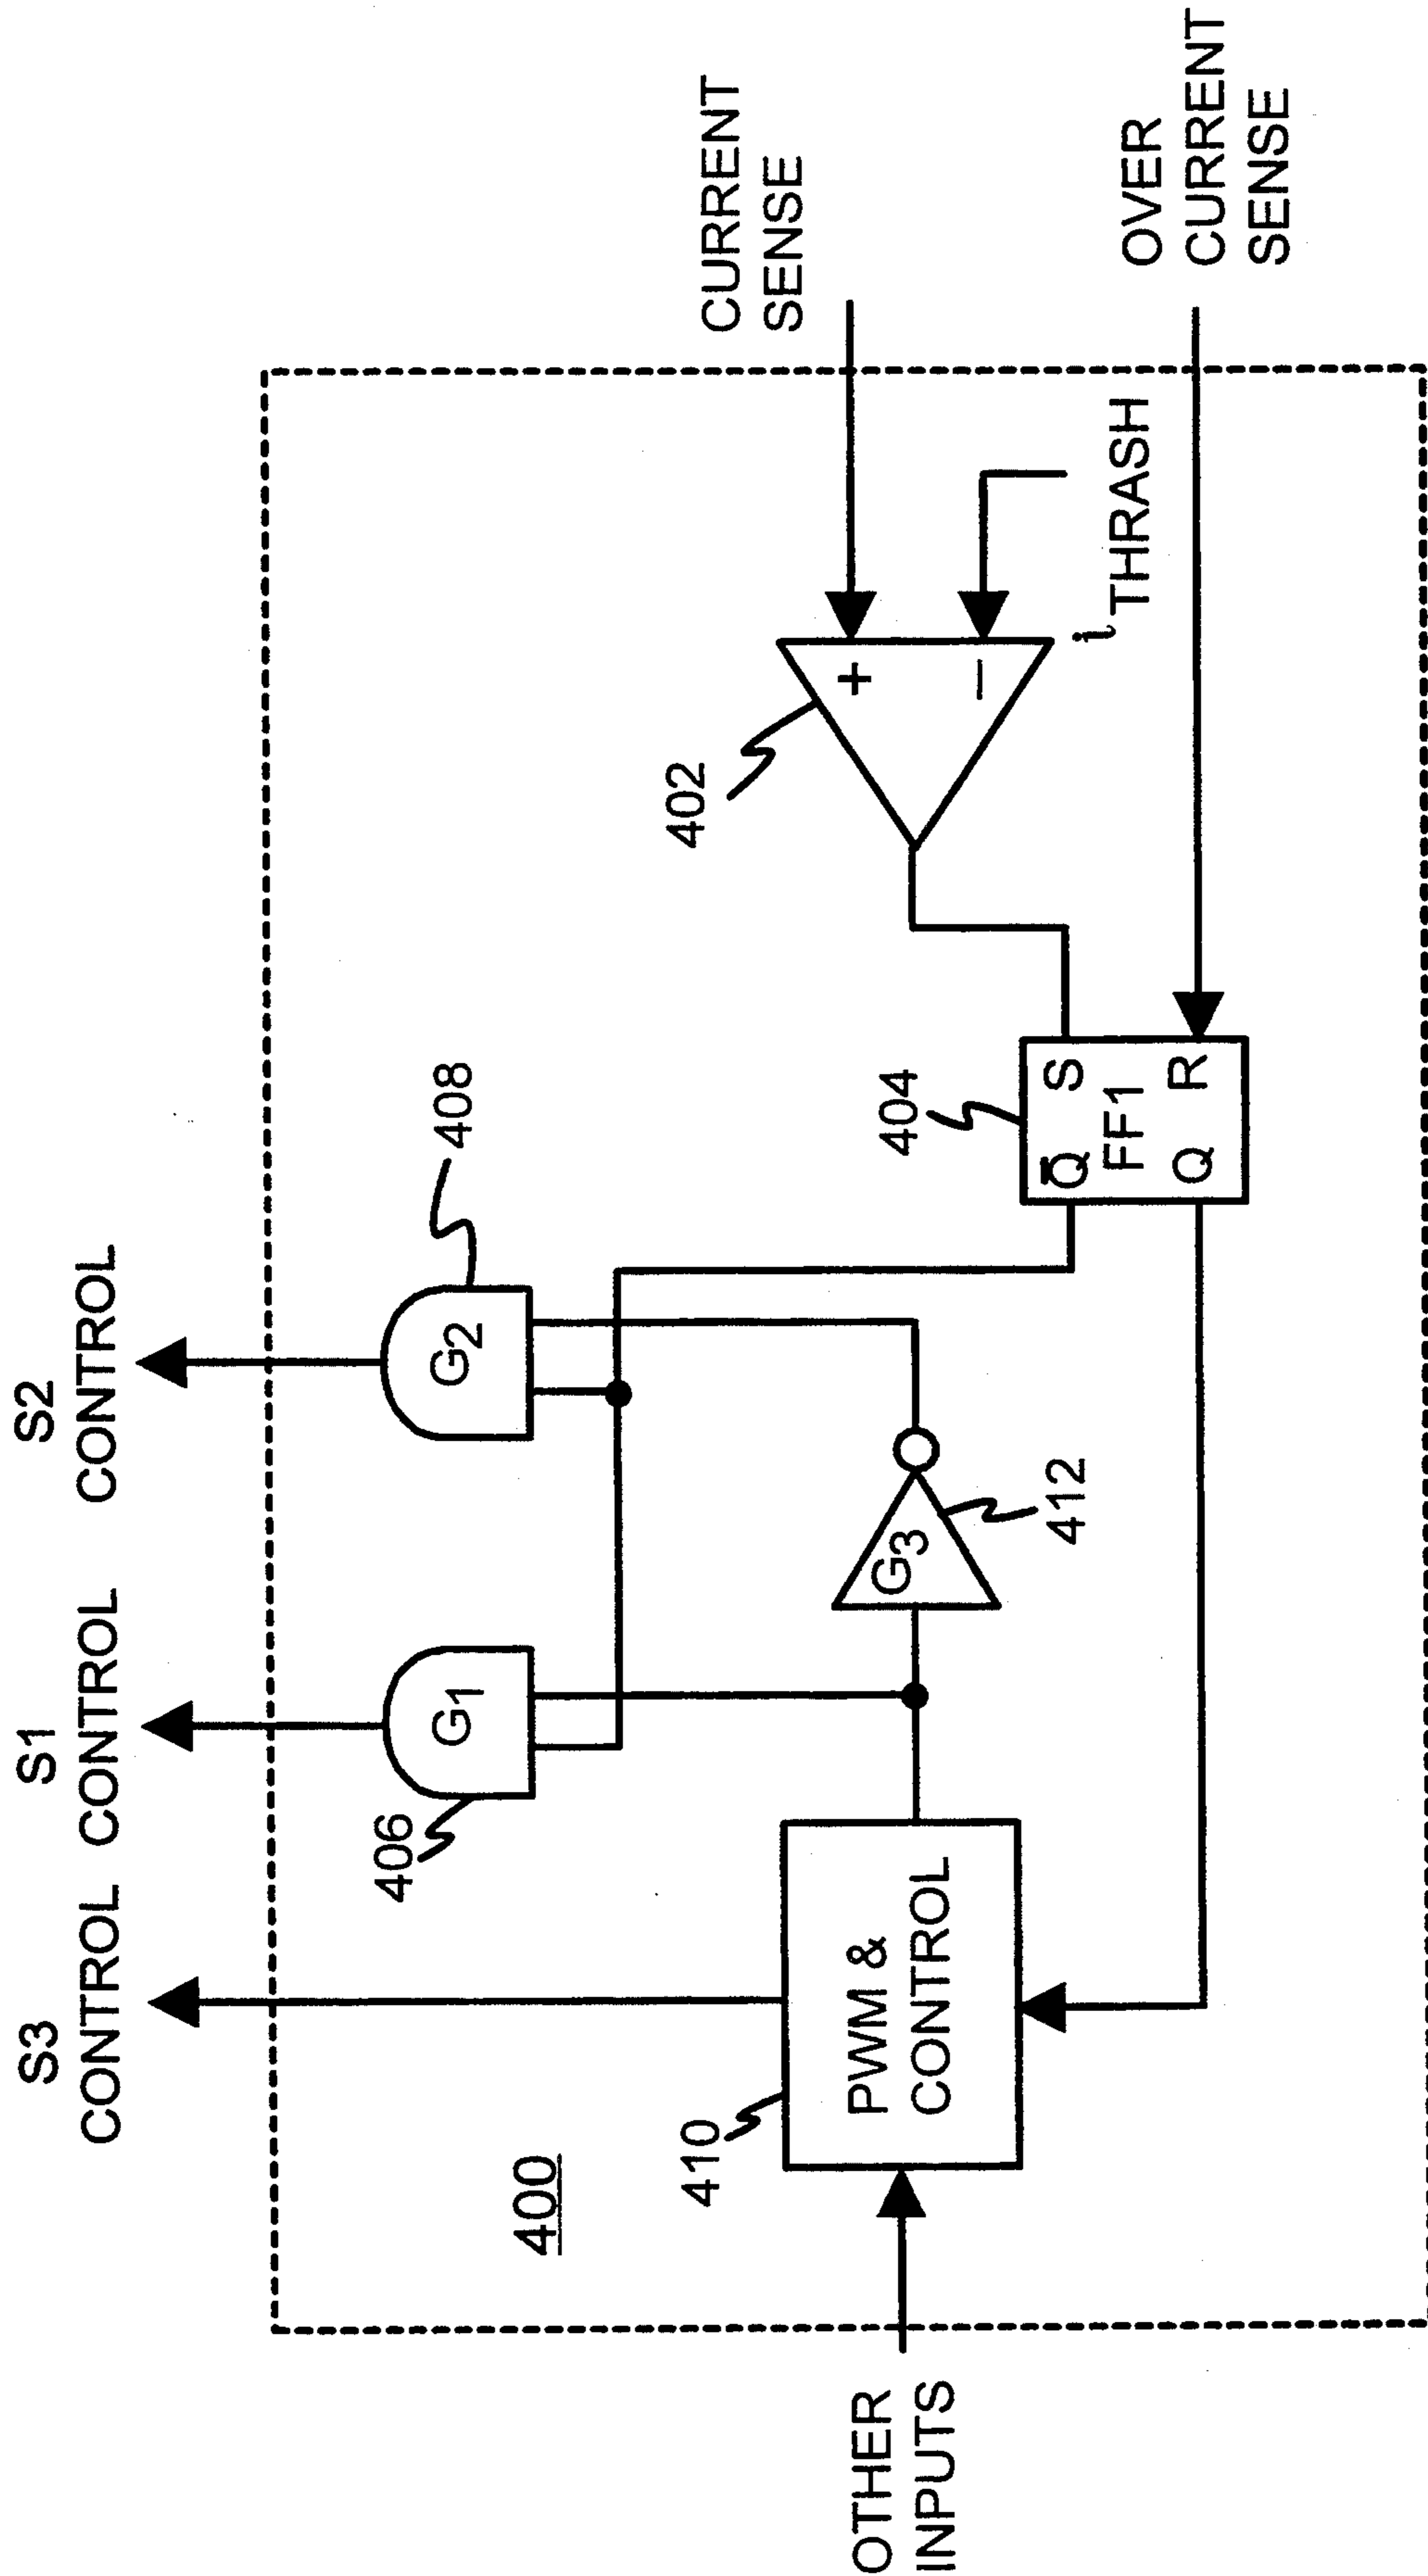 S3
CONTROL
S1
CONTROL
S2
CONTROL
400
406
G1
G2
408
410
PWM &
CONTROL
G3
412
404
Q̅ S
FF1
Q R
402
+
−
i THRASH
CURRENT
SENSE
OVER
CURRENT
SENSE
OTHER
INPUTS